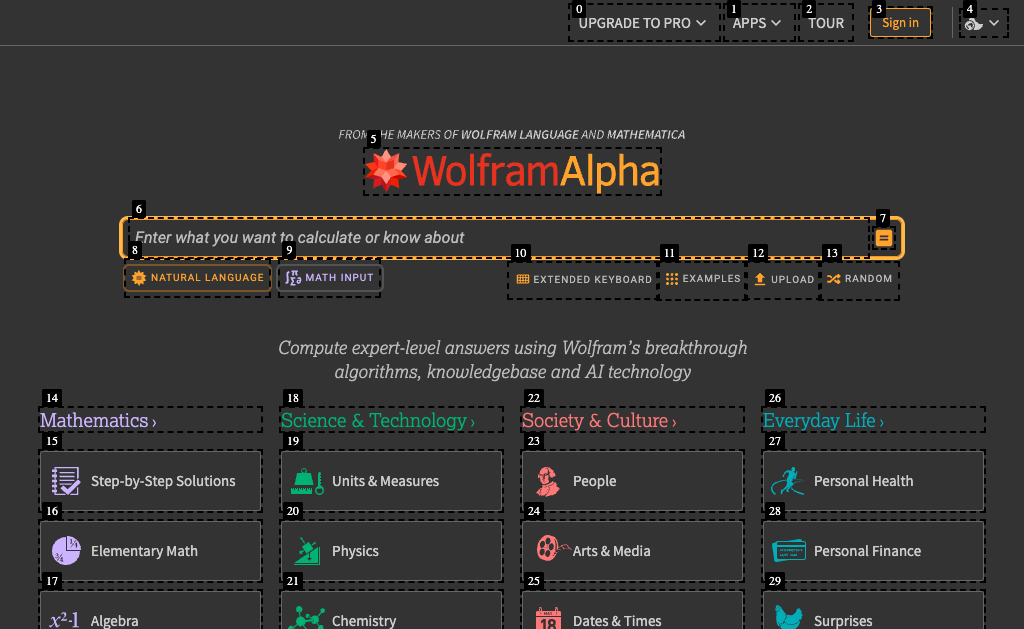 UPGRADE TO PRO
APPS
TOUR
Sign in
FROM THE MAKERS OF WOLFRAM LANGUAGE AND MATHEMATICA
WolframAlpha
Enter what you want to calculate or know about
NATURAL LANGUAGE
MATH INPUT
EXTENDED KEYBOARD
EXAMPLES
UPLOAD
RANDOM
Compute expert-level answers using Wolfram's breakthrough
algorithms, knowledgebase and AI technology
14 18 22 26
Mathematics ›
Science & Technology ›
Society & Culture ›
Everyday Life ›
15 19 23 27
Step-by-Step Solutions
Units & Measures
People
Personal Health
16 20 24 28
Elementary Math
Physics
Arts & Media
Personal Finance
17 21 25 29
x²-1 Algebra
Chemistry
18 Dates & Times
Surprises
0 1 2 3 4
5
6 7
8 9 10 11 12 13